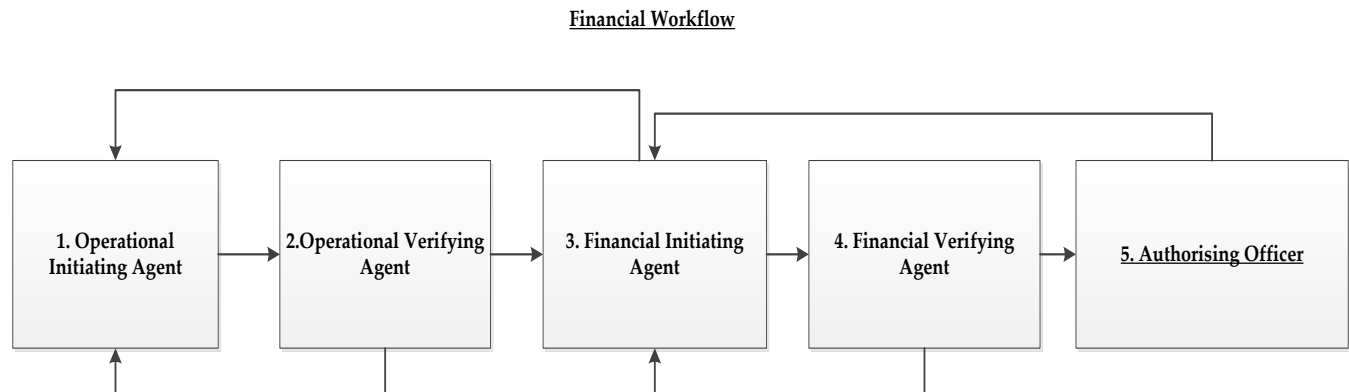 Financial Workflow
1. Operational
Initiating Agent
2.Operational Verifying
Agent
3. Financial Initiating
Agent
4. Financial Verifying
Agent
5. Authorising Officer